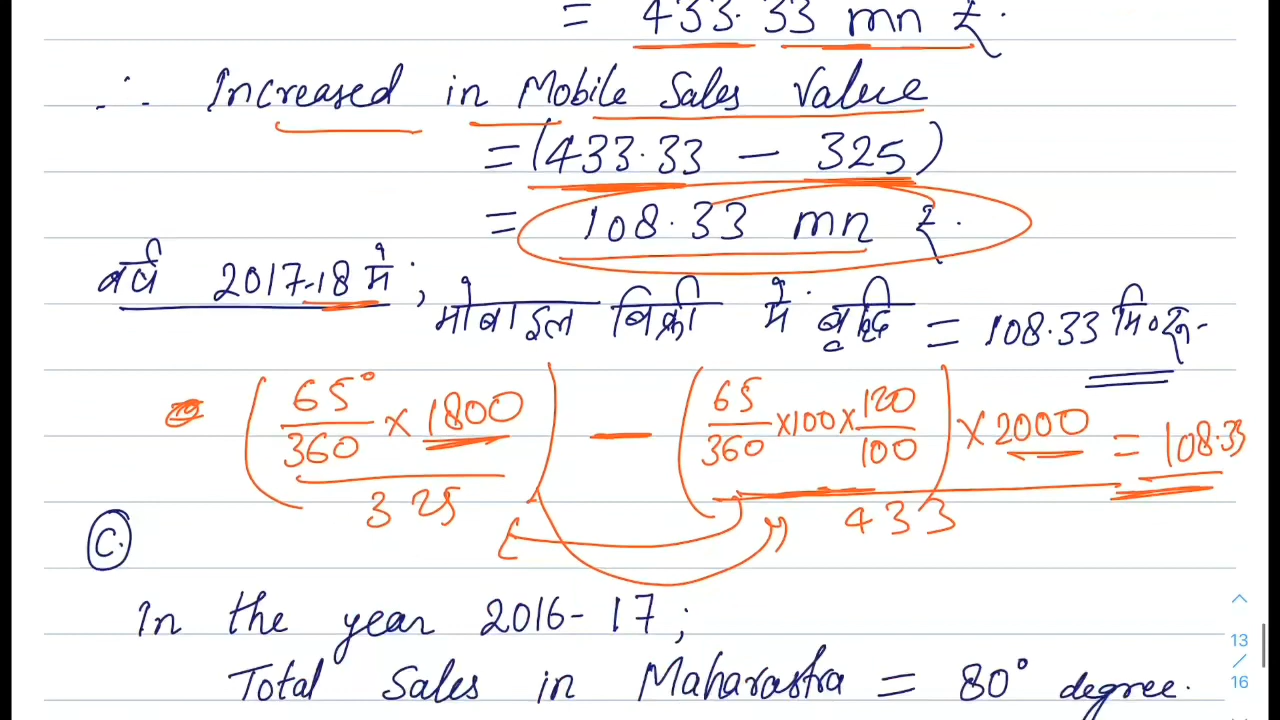 = 433.33 mn ₹.
∴ Increased in Mobile Sales Value
= (433.33 - 325)
= 108.33 mn ₹.
वर्ष 2017-18 में ; मोबाइल बिक्री में वृद्धि = 108.33 मि०रू०
(65°/360 × 1800) — (65/360 ×100× 120/100) × 2000 = 108.33
325 433
C.
In the year 2016-17;
Total Sales in Maharastra = 80° degree.
13
/
16